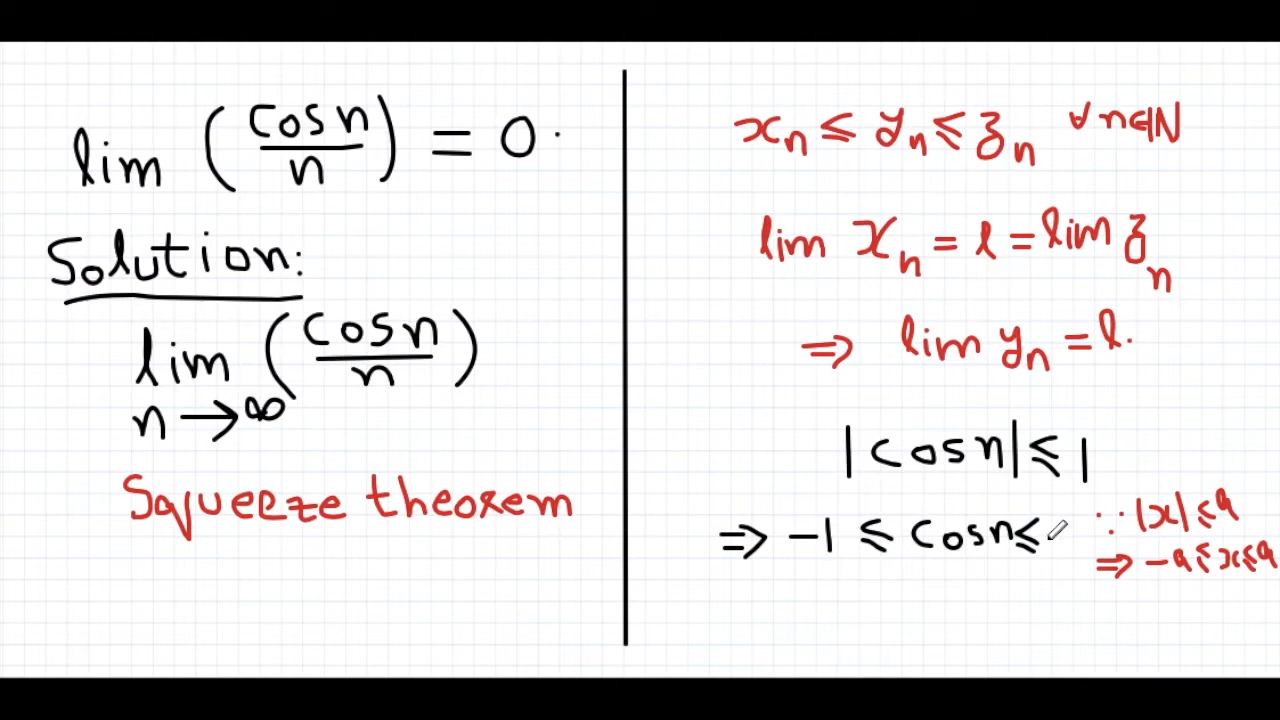 lim (cos n / n) = 0.
Solution:
lim (cos n / n)
n → ∞
Squeeze theorem
xₙ ≤ yₙ ≤ zₙ ∀ n∈ℕ
lim xₙ = l = lim zₙ
⇒ lim yₙ = l.
|cos n| ≤ 1
⇒ -1 ≤ cos n ≤
∵ |x| ≤ a
⇒ -a ≤ x ≤ a